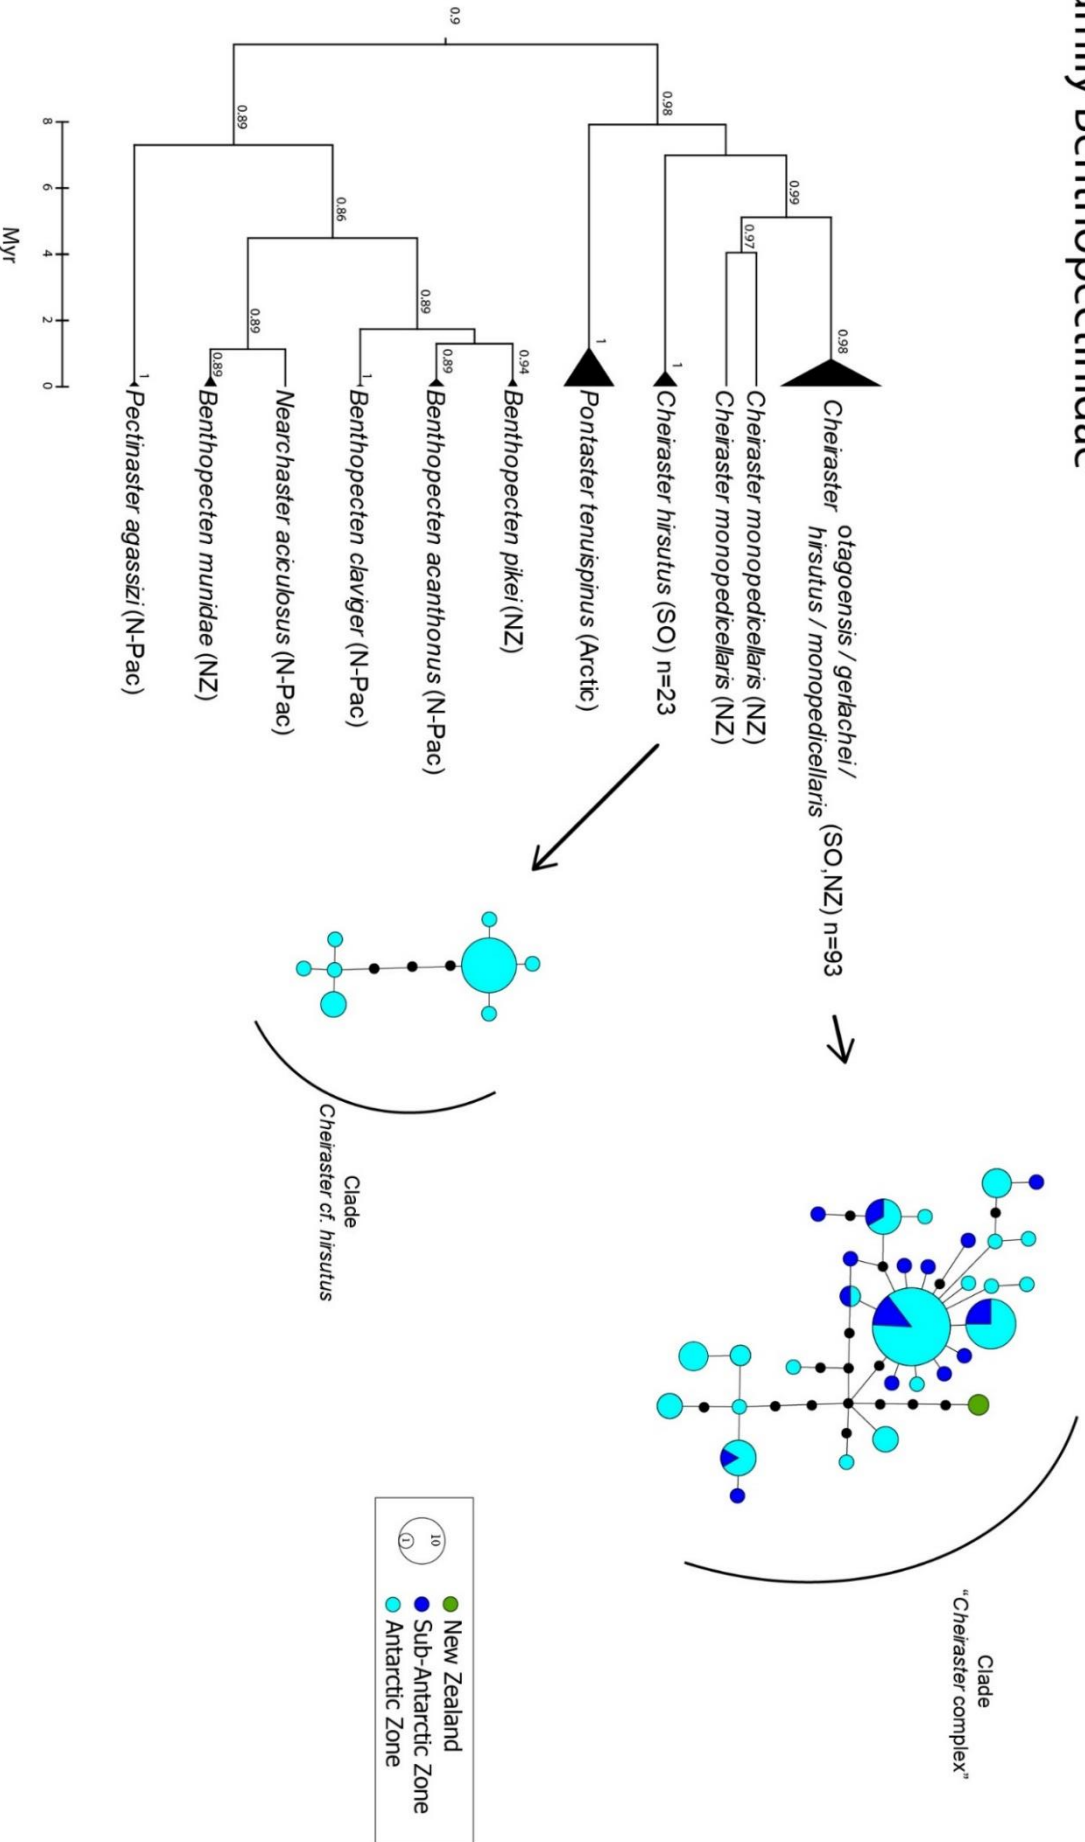 Benthopectinidae
0.9
0.98
0.99
0.98
0.97
1
1
0.89
0.86
0.89
0.94
0.89
1
0.89
0.89
1
Cheiraster otagoensis / gerlachei /
hirsutus / monopedicellaris (SO,NZ) n=93
Cheiraster monopedicellaris (NZ)
Cheiraster monopedicellaris (NZ)
Cheiraster hirsutus (SO) n=23
Pontaster tenuispinus (Arctic)
Benthopecten pikei (NZ)
Benthopecten acanthonus (N-Pac)
Benthopecten claviger (N-Pac)
Nearchaster aciculosus (N-Pac)
Benthopecten munidae (NZ)
Pectinaster agassizi (N-Pac)
8 6 4 2 0
Myr
Clade
"Cheiraster complex"
Clade
Cheiraster cf. hirsutus
10
1
New Zealand
Sub-Antarctic Zone
Antarctic Zone